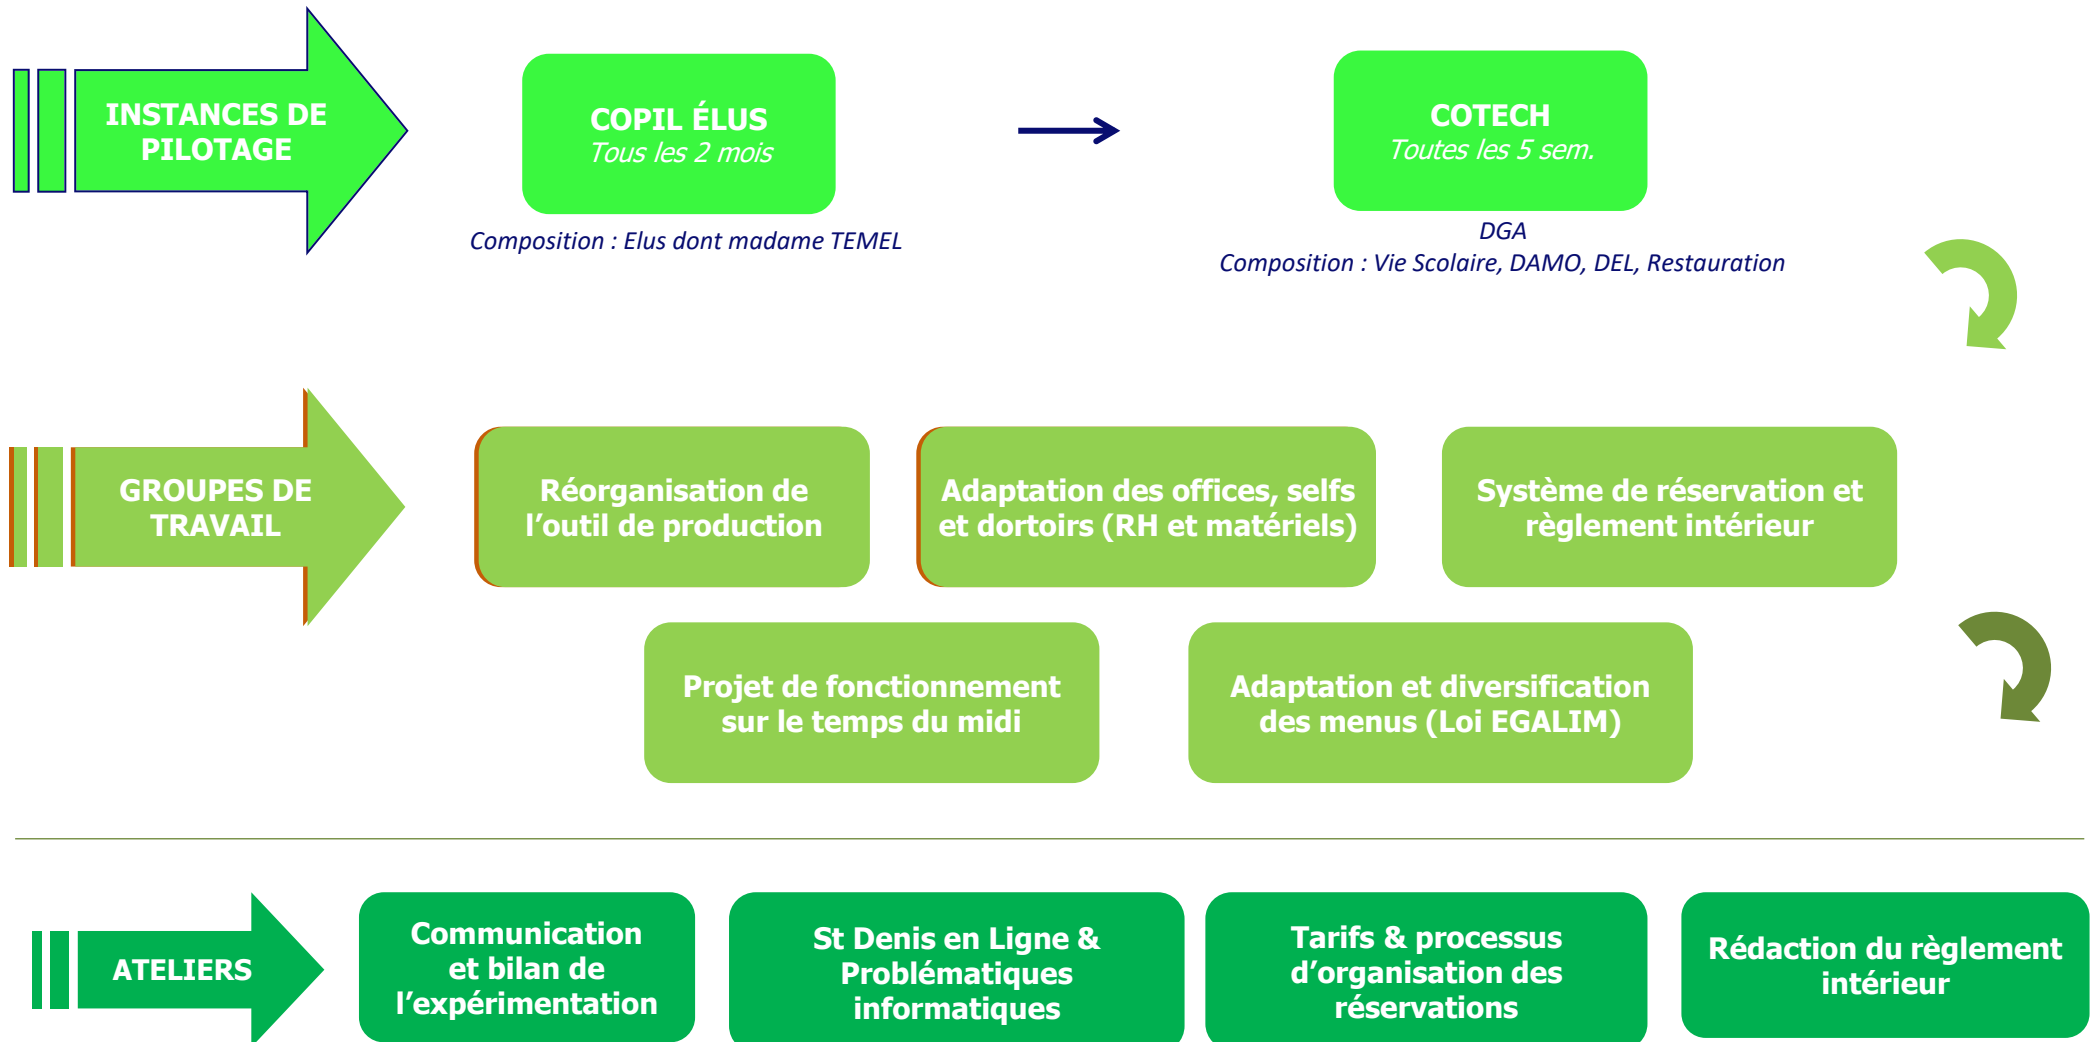 INSTANCES DE
PILOTAGE
COPIL ÉLUS
Tous les 2 mois
Composition : Elus dont madame TEMEL
COTECH
Toutes les 5 sem.
DGA
Composition : Vie Scolaire, DAMO, DEL, Restauration
GROUPES DE
TRAVAIL
Réorganisation de
l’outil de production
Adaptation des offices, selfs
et dortoirs (RH et matériels)
Système de réservation et
règlement intérieur
Projet de fonctionnement
sur le temps du midi
Adaptation et diversification
des menus (Loi EGALIM)
ATELIERS
Communication
et bilan de
l’expérimentation
St Denis en Ligne &
Problématiques
informatiques
Tarifs & processus
d’organisation des
réservations
Rédaction du règlement
intérieur